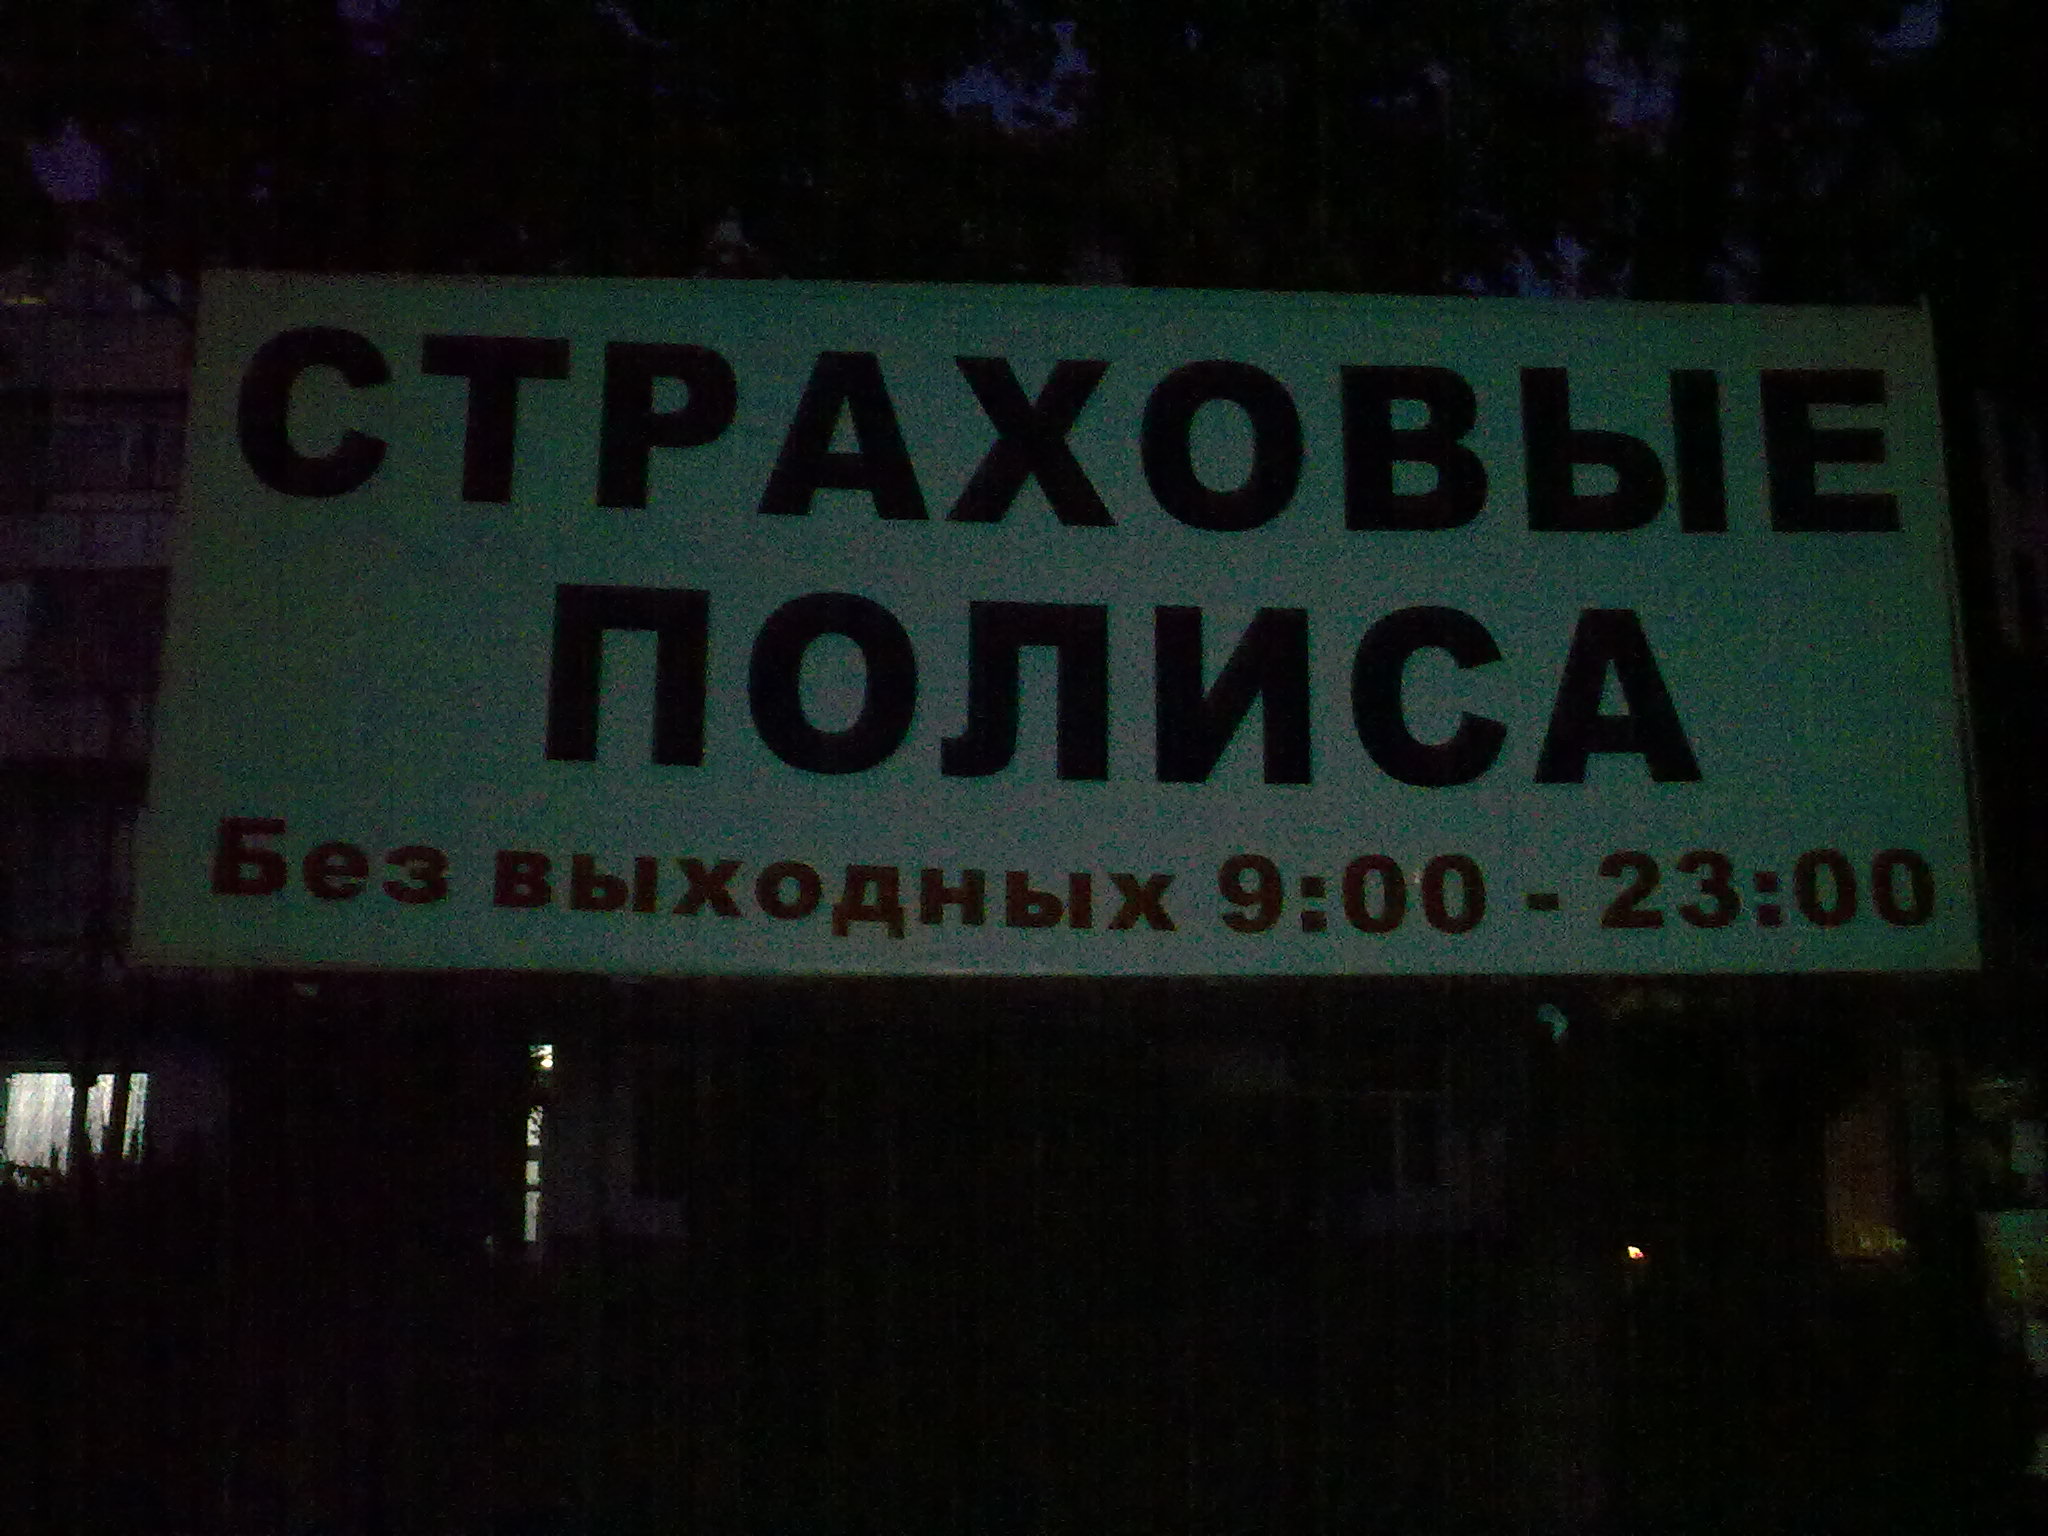 СТРАХОВЫЕ
ПОЛИСА
Без выходных 9:00 - 23:00